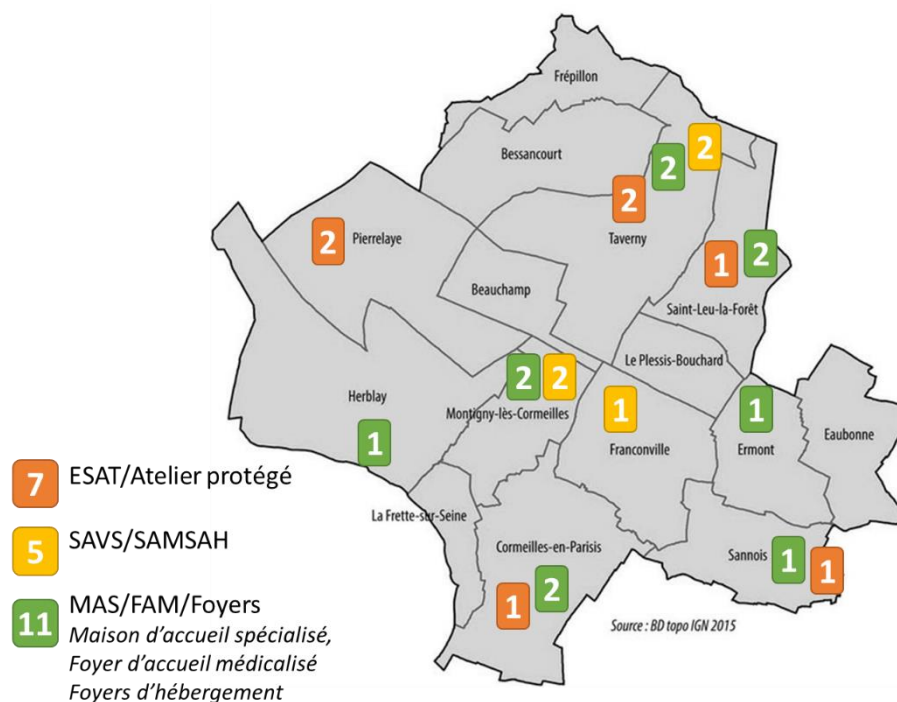 Frépillon
Bessancourt
2
2
2
Taverny
2
Pierrelaye
1
2
Saint-Leu-la-Forêt
Beauchamp
Le Plessis-Bouchard
2
2
Montigny-lès-Cormeilles
Herblay
1
1
Franconville
1
Ermont
Eaubonne
7
ESAT/Atelier protégé
La Frette-sur-Seine
5
SAVS/SAMSAH
Cormeilles-en-Parisis
1
2
Sannois
1
1
11
MAS/FAM/Foyers
Maison d’accueil spécialisé,
Foyer d’accueil médicalisé
Foyers d’hébergement
Source : BD topo IGN 2015